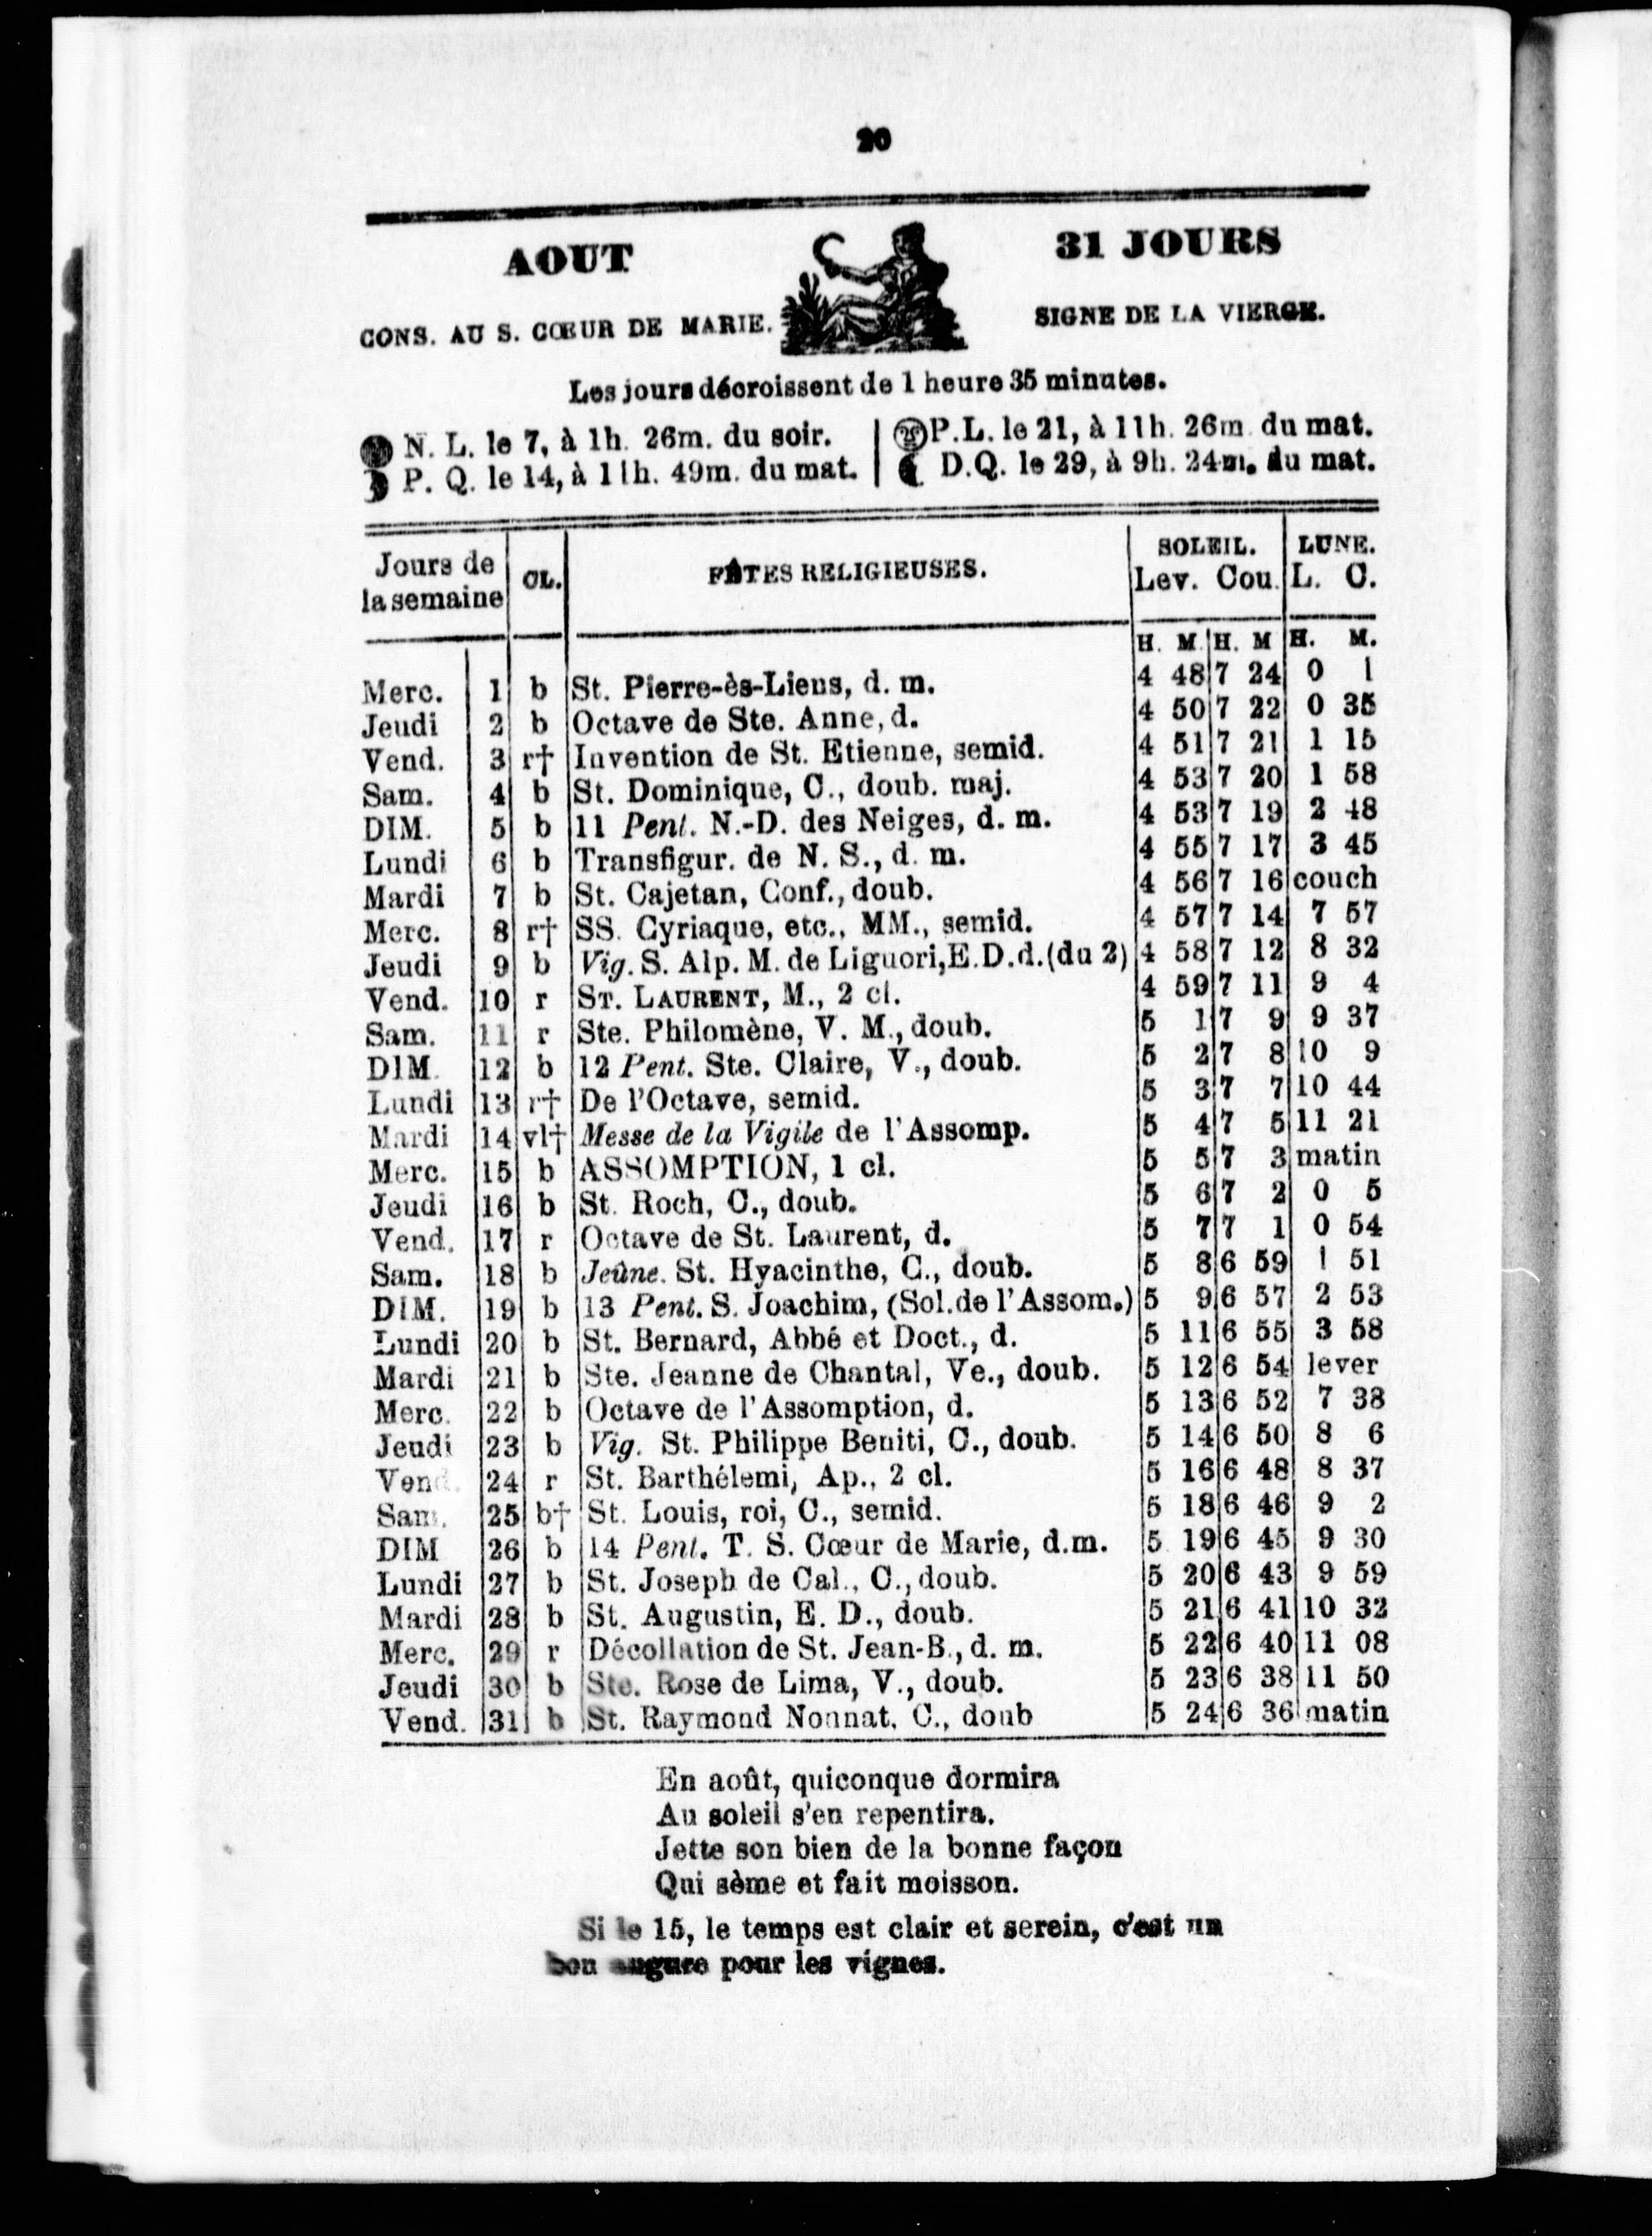 20
AOUT 31 JOURS
CONS. AU S. CŒUR DE MARIE. SIGNE DE LA VIERGE.
Les jours décroissent de 1 heure 35 minutes.
N. L. le 7, à 1h. 26m. du soir. P.L. le 21, à 11h. 26m. du mat.
P. Q. le 14, à 11h. 49m. du mat. D.Q. le 29, à 9h. 24m. du mat.
Jours de la semaine CL. FÊTES RELIGIEUSES. SOLEIL. LUNE.
Lev. Cou. L. C.
H. M. H. M H. M.
Merc. 1 b St. Pierre-ès-Liens, d. m. 4 48 7 24 0 1
Jeudi 2 b Octave de Ste. Anne, d. 4 50 7 22 0 35
Vend. 3 r† Invention de St. Etienne, semid. 4 51 7 21 1 15
Sam. 4 b St. Dominique, C., doub. maj. 4 53 7 20 1 58
DIM. 5 b 11 Pent. N.-D. des Neiges, d. m. 4 53 7 19 2 48
Lundi 6 b Transfigur. de N. S., d. m. 4 55 7 17 3 45
Mardi 7 b St. Cajetan, Conf., doub. 4 56 7 16 couch
Merc. 8 r† SS. Cyriaque, etc., MM., semid. 4 57 7 14 7 57
Jeudi 9 b Vig. S. Alp. M. de Liguori, E.D.d. (du 2) 4 58 7 12 8 32
Vend. 10 r ST. LAURENT, M., 2 cl. 4 59 7 11 9 4
Sam. 11 r Ste. Philomène, V. M., doub. 5 1 7 9 9 37
DIM. 12 b 12 Pent. Ste. Claire, V., doub. 5 2 7 8 10 9
Lundi 13 r† De l'Octave, semid. 5 3 7 7 10 44
Mardi 14 vl† Messe de la Vigile de l'Assomp. 5 4 7 5 11 21
Merc. 15 b ASSOMPTION, 1 cl. 5 5 7 3 matin
Jeudi 16 b St. Roch, C., doub. 5 6 7 2 0 5
Vend. 17 r Octave de St. Laurent, d. 5 7 7 1 0 54
Sam. 18 b Jeûne. St. Hyacinthe, C., doub. 5 8 6 59 1 51
DIM. 19 b 13 Pent. S. Joachim, (Sol. de l'Assom.) 5 9 6 57 2 53
Lundi 20 b St. Bernard, Abbé et Doct., d. 5 11 6 55 3 58
Mardi 21 b Ste. Jeanne de Chantal, Ve., doub. 5 12 6 54 lever
Merc. 22 b Octave de l'Assomption, d. 5 13 6 52 7 38
Jeudi 23 b Vig. St. Philippe Beniti, C., doub. 5 14 6 50 8 6
Vend. 24 r St. Barthélemi, Ap., 2 cl. 5 16 6 48 8 37
Sam. 25 b† St. Louis, roi, C., semid. 5 18 6 46 9 2
DIM 26 b 14 Pent. T. S. Cœur de Marie, d.m. 5 19 6 45 9 30
Lundi 27 b St. Joseph de Cal., C., doub. 5 20 6 43 9 59
Mardi 28 b St. Augustin, E. D., doub. 5 21 6 41 10 32
Merc. 29 r Décollation de St. Jean-B., d. m. 5 22 6 40 11 08
Jeudi 30 b Ste. Rose de Lima, V., doub. 5 23 6 38 11 50
Vend. 31 b St. Raymond Nonnat. C., doub 5 24 6 36 matin
En août, quiconque dormira
Au soleil s'en repentira.
Jette son bien de la bonne façon
Qui sème et fait moisson.
Si le 15, le temps est clair et serein, c'est un
bon augure pour les vignes.